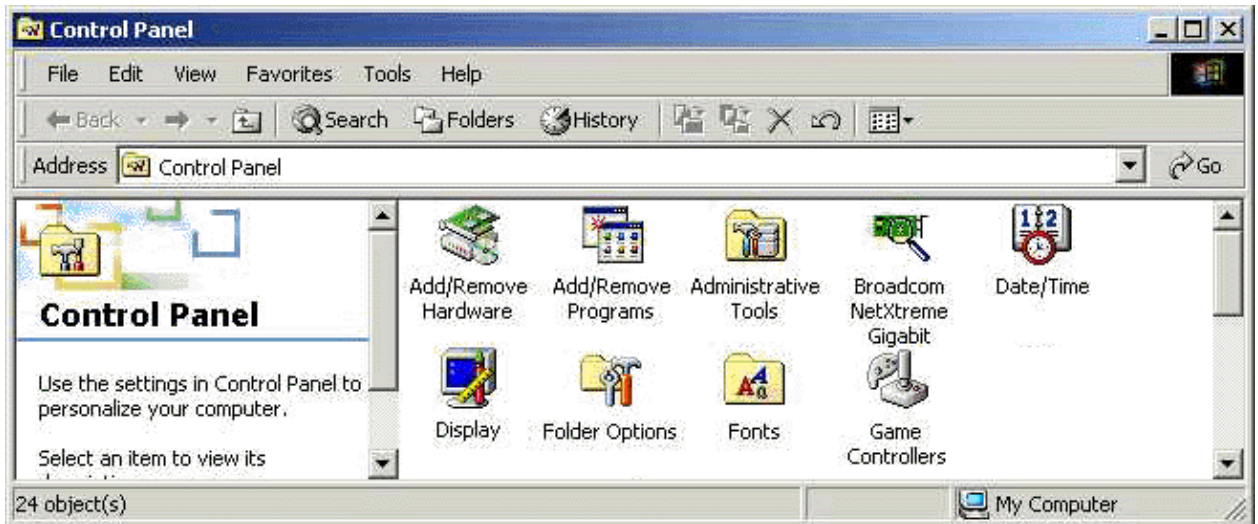 Control Panel
File Edit View Favorites Tools Help
Back Search Folders History
Address Control Panel Go
Control Panel
Use the settings in Control Panel to
personalize your computer.
Select an item to view its
Add/Remove Hardware
Add/Remove Programs
Administrative Tools
Broadcom NetXtreme Gigabit
Date/Time
Display
Folder Options
Fonts
Game Controllers
24 object(s) My Computer